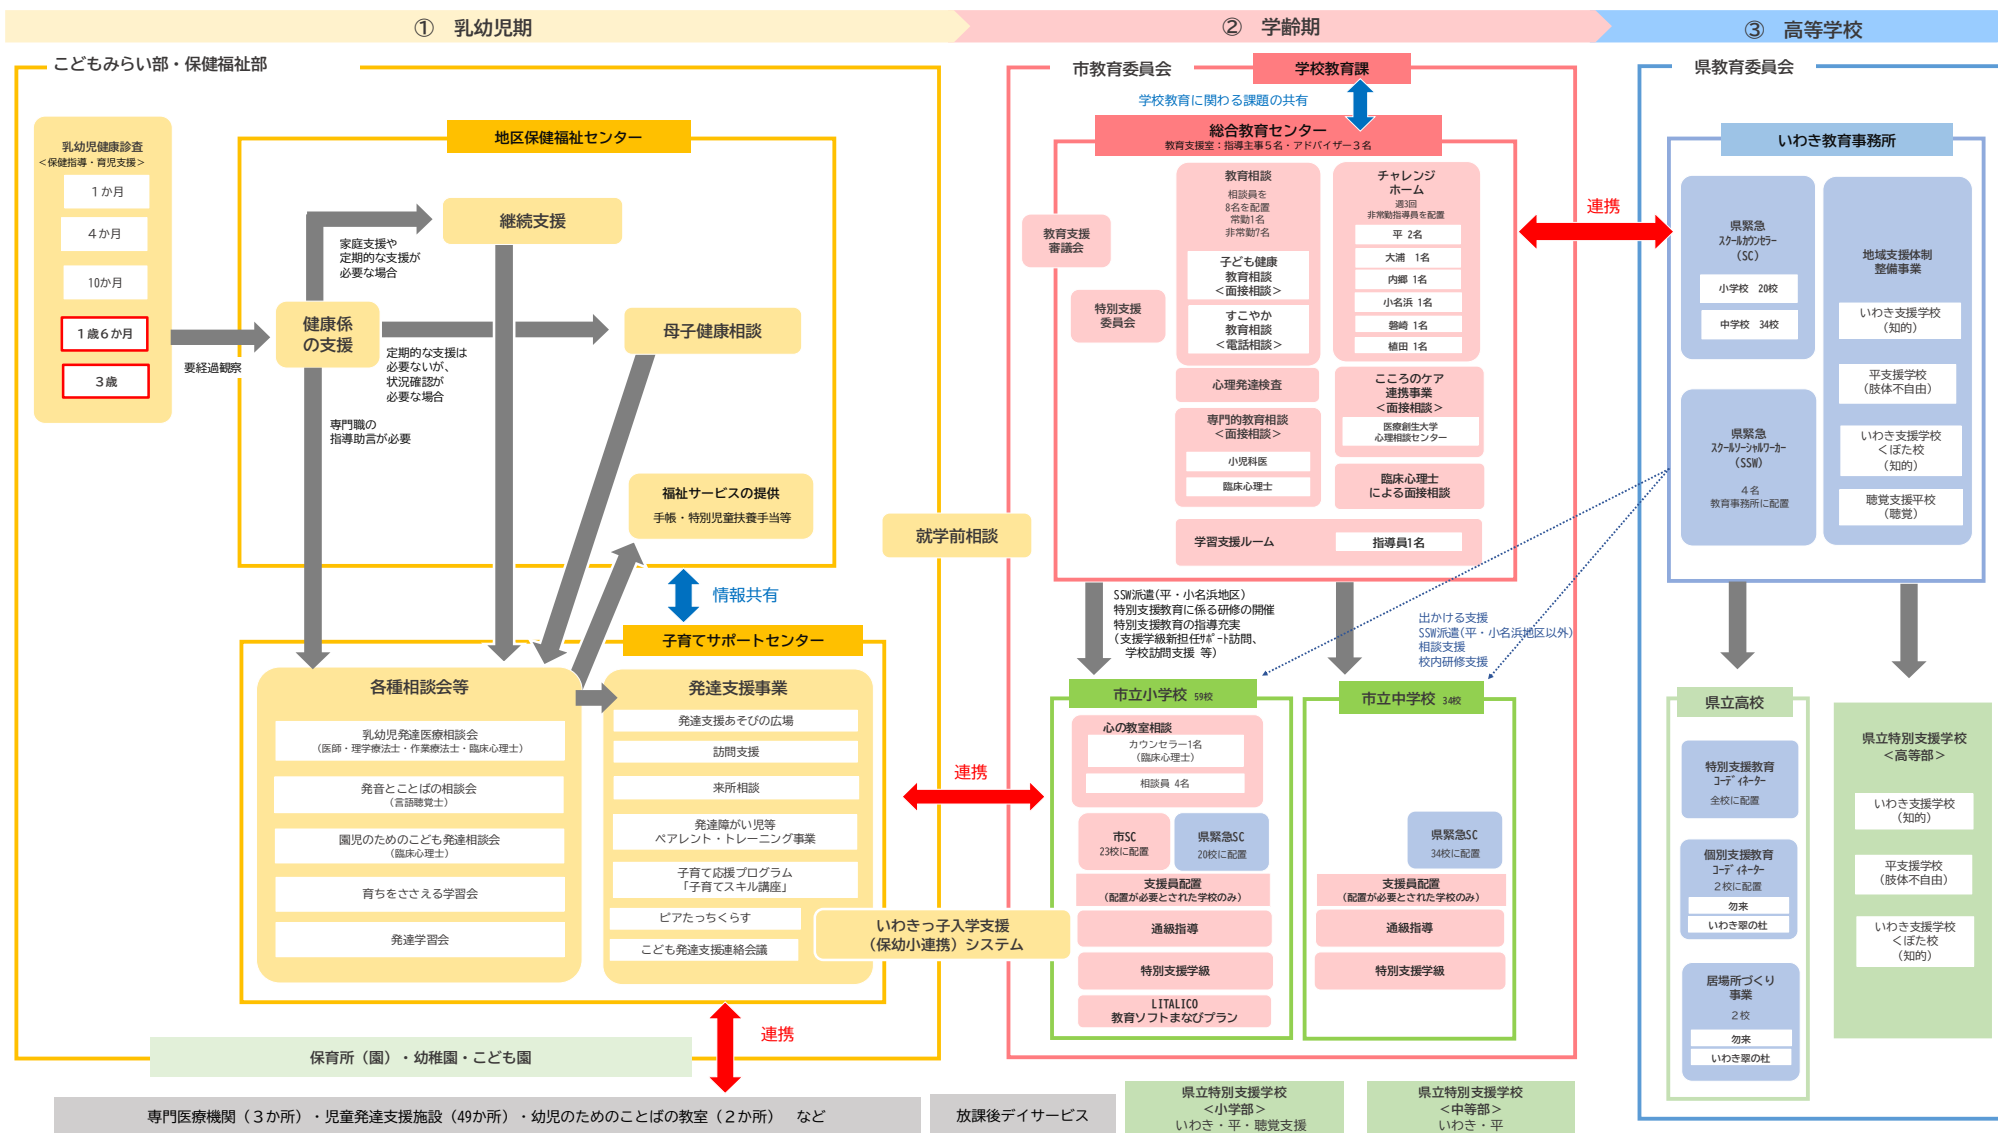 ① 乳幼児期
② 学齢期
③ 高等学校
こどもみらい部・保健福祉部
乳幼児健康診査
＜保健指導・育児支援＞
１か月
４か月
10か月
１歳６か月
３歳
要経過観察
地区保健福祉センター
継続支援
家庭支援や
定期的な支援が
必要な場合
健康係
の支援
母子健康相談
定期的な支援は
必要ないが、
状況確認が
必要な場合
専門職の
指導助言が必要
福祉サービスの提供
手帳・特別児童扶養手当等
情報共有
就学前相談
子育てサポートセンター
各種相談会等
乳幼児発達医療相談会
（医師・理学療法士・作業療法士・臨床心理士）
発音とことばの相談会
（言語聴覚士）
園児のためのこども発達相談会
（臨床心理士）
育ちをささえる学習会
発達学習会
発達支援事業
発達支援あそびの広場
訪問支援
来所相談
発達障がい児等
ペアレント・トレーニング事業
子育て応援プログラム
「子育てスキル講座」
ピアたっちくらす
こども発達支援連絡会議
いわきっ子入学支援
（保幼小連携）システム
連携
連携
保育所（園）・幼稚園・こども園
専門医療機関（３か所）・児童発達支援施設（49か所）・幼児のためのことばの教室（２か所） など
市教育委員会
学校教育課
学校教育に関わる課題の共有
総合教育センター
教育支援室：指導主事５名・アドバイザー３名
教育支援
審議会
特別支援
委員会
教育相談
相談員を
8名を配置
常勤1名
非常勤7名
子ども健康
教育相談
＜面接相談＞
すこやか
教育相談
＜電話相談＞
心理発達検査
専門的教育相談
＜面接相談＞
小児科医
臨床心理士
チャレンジ
ホーム
週3回
非常勤指導員を配置
平 2名
大浦 1名
内郷 1名
小名浜 1名
磐崎 1名
植田 1名
こころのケア
連携事業
＜面接相談＞
医療創生大学
心理相談センター
臨床心理士
による面接相談
学習支援ルーム
指導員1名
SSW派遣(平・小名浜地区)
特別支援教育に係る研修の開催
特別支援教育の指導充実
（支援学級新担任ｻﾎﾟｰﾄ訪問、
学校訪問支援 等）
出かける支援
SSW派遣(平・小名浜地区以外)
相談支援
校内研修支援
市立小学校 59校
心の教室相談
カウンセラー1名
（臨床心理士）
相談員 4名
市SC
23校に配置
県緊急SC
20校に配置
支援員配置
（配置が必要とされた学校のみ）
通級指導
特別支援学級
LITALICO
教育ソフトまなびプラン
市立中学校 34校
県緊急SC
34校に配置
支援員配置
（配置が必要とされた学校のみ）
通級指導
特別支援学級
放課後デイサービス
県立特別支援学校
＜小学部＞
いわき・平・聴覚支援
県立特別支援学校
＜中等部＞
いわき・平
連携
県教育委員会
いわき教育事務所
県緊急
ｽｸｰﾙｶｳﾝｾﾗｰ
(SC)
小学校 20校
中学校 34校
県緊急
ｽｸｰﾙｿｰｼｬﾙﾜｰｶｰ
(SSW)
４名
教育事務所に配置
地域支援体制
整備事業
いわき支援学校
（知的）
平支援学校
（肢体不自由）
いわき支援学校
くぼた校
（知的）
聴覚支援平校
（聴覚）
県立高校
特別支援教育
ｺｰﾃﾞｨﾈｰﾀｰ
全校に配置
個別支援教育
ｺｰﾃﾞｨﾈｰﾀｰ
２校に配置
勿来
いわき翠の杜
居場所づくり
事業
２校
勿来
いわき翠の杜
県立特別支援学校
＜高等部＞
いわき支援学校
（知的）
平支援学校
（肢体不自由）
いわき支援学校
くぼた校
（知的）